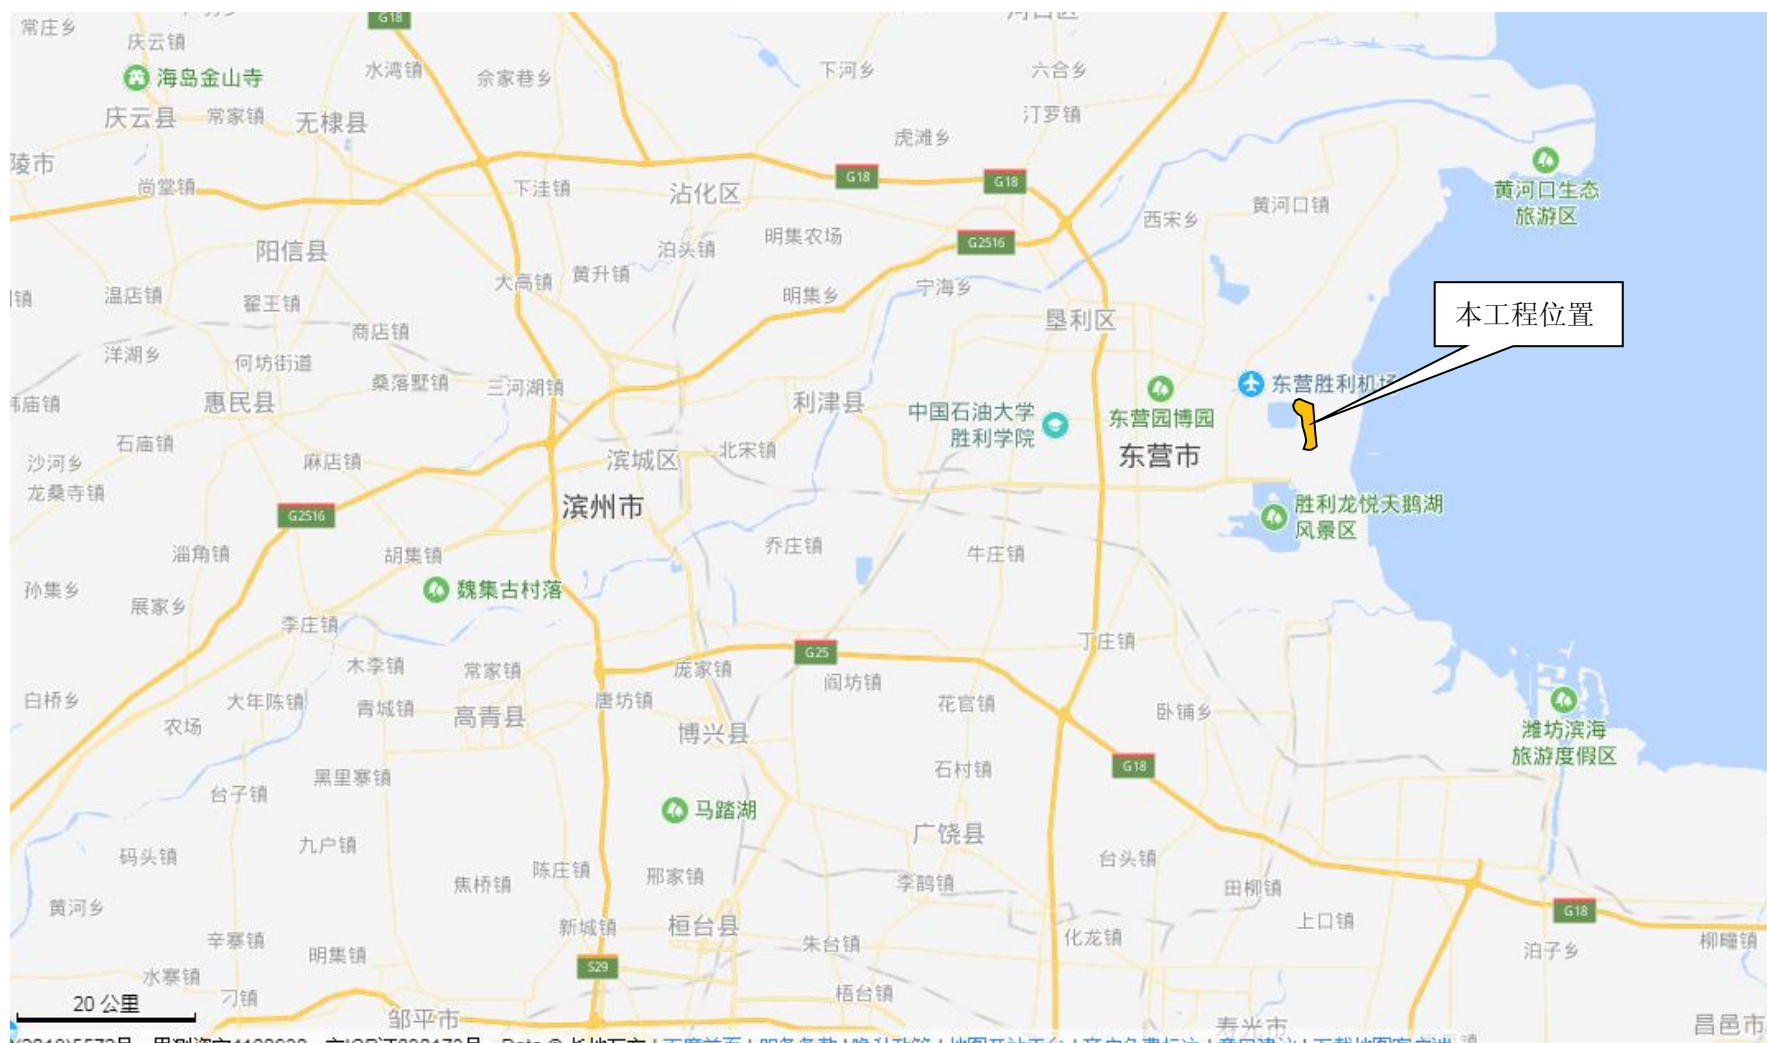 常庄乡
庆云镇
G18
海岛金山寺
水湾镇
佘家巷乡
下河乡
六合乡
庆云县
常家镇
无棣县
汀罗镇
虎滩乡
陵市
尚堂镇
下洼镇
沾化区
G18
G18
黄河口生态
旅游区
西宋乡
黄河口镇
阳信县
泊头镇
明集农场
G2516
大高镇
黄升镇
温店镇
翟王镇
明集乡
宁海乡
镇
本工程位置
商店镇
垦利区
洋湖乡
何坊街道
桑落墅镇
三河湖镇
东营胜利机场
庙镇
惠民县
利津县
中国石油大学
胜利学院
东营园博园
石庙镇
东营市
沙河乡
麻店镇
滨城区
北宋镇
龙桑寺镇
滨州市
G2516
胜利龙悦天鹅湖
风景区
淄角镇
胡集镇
乔庄镇
牛庄镇
孙集乡
展家乡
魏集古村落
李庄镇
丁庄镇
G25
木李镇
常家镇
庞家镇
阎坊镇
白桥乡
大年陈镇
青城镇
高青县
唐坊镇
花官镇
卧铺乡
农场
博兴县
潍坊滨海
旅游度假区
G18
石村镇
黑里寨镇
台子镇
马踏湖
广饶县
码头镇
九户镇
台头镇
焦桥镇
陈庄镇
邢家镇
李鹊镇
田柳镇
黄河乡
G18
新城镇
桓台县
上口镇
辛寨镇
明集镇
朱台镇
化龙镇
泊子乡
柳疃镇
水寨镇
S29
20 公里
刁镇
梧台镇
邹平市
寿光市
昌邑市